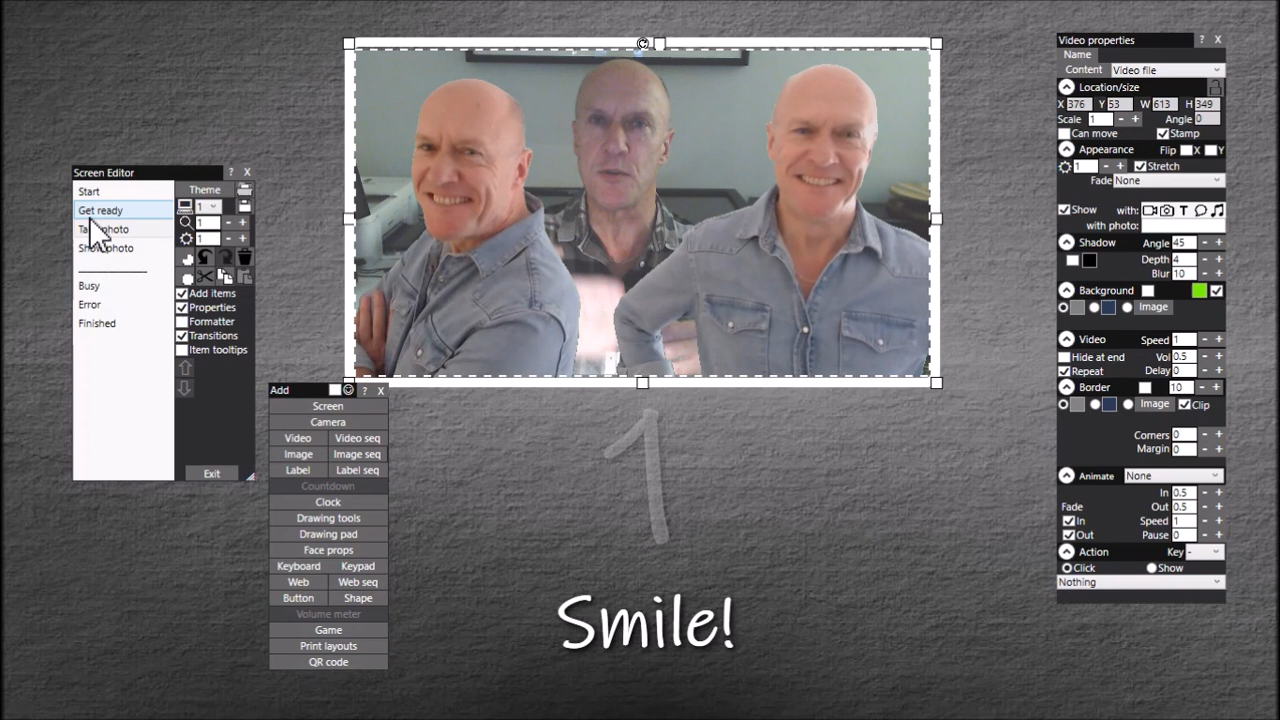 Screen Editor ? X
Start
Get ready
Take photo
Show photo
Busy
Error
Finished
Theme
1
1 - +
1 - +
Add items
Properties
Formatter
Transitions
Item tooltips
Exit
Add ? X
Screen
Camera
Video Video seq
Image Image seq
Label Label seq
Countdown
Clock
Drawing tools
Drawing pad
Face props
Keyboard Keypad
Web Web seq
Button Shape
Volume meter
Game
Print layouts
QR code
1
Smile!
Video properties ? X
Name
Content Video file
Location/size
X 376 Y 53 W 613 H 349
Scale 1 - + Angle 0
Can move Stamp
Appearance Flip X Y
1 - + Stretch
Fade None
Show with: T
with photo:
Shadow Angle 45
Depth 4
Blur 10
Background
Image
Video Speed 1
Hide at end Vol 0.5
Repeat Delay 0
Border 10 - +
Image Clip
Corners 0 - +
Margin 0 - +
Animate None
In 0.5 - +
Fade Out 0.5 - +
In Speed 1 - +
Out Pause 0 - +
Action Key -
Click Show
Nothing